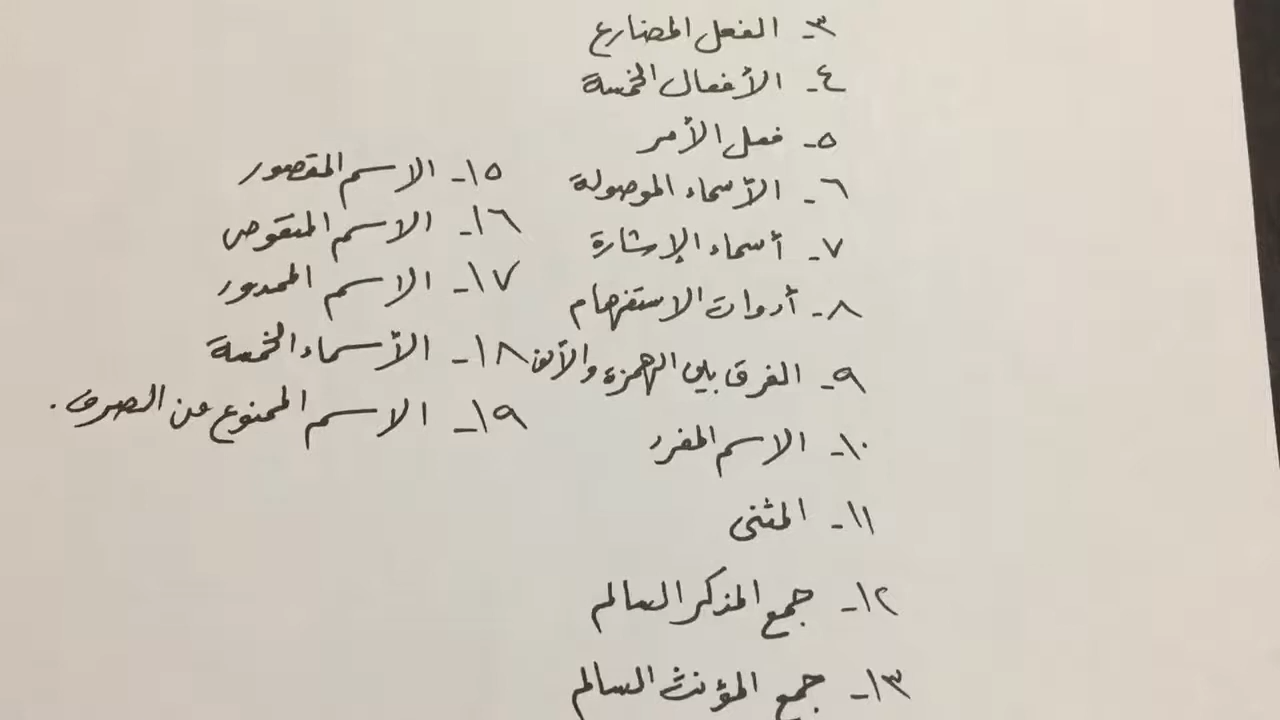 ٣- الفعل المضارع
٤- الأفعال الخمسة
٥- فعل الأمر
٦- الأسماء الموصولة
٧- أسماء الإشارة
٨- أدوات الاستفهام
٩- الفرق بين الهمزة والألف
١٠- الاسم المفرد
١١- المثنى
١٢- جمع المذكر السالم
١٣- جمع المؤنث السالم
١٥- الاسم المقصور
١٦- الاسم المنقوص
١٧- الاسم الممدود
١٨- الأسماء الخمسة
١٩- الاسم الممنوع من الصرف.